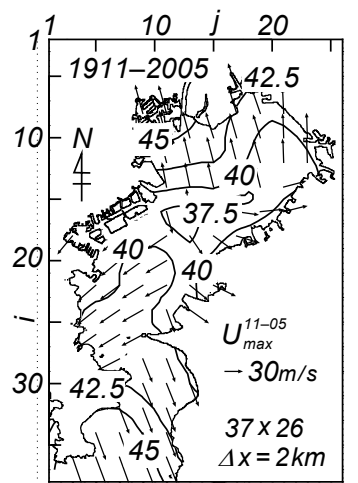 1 10 j 20
1
1911–2005 42.5
10 45
N
40
37.5
20 40
40
i
U 11–05 max
→ 30m/s
30
42.5
37 x 26
45 Δx = 2km